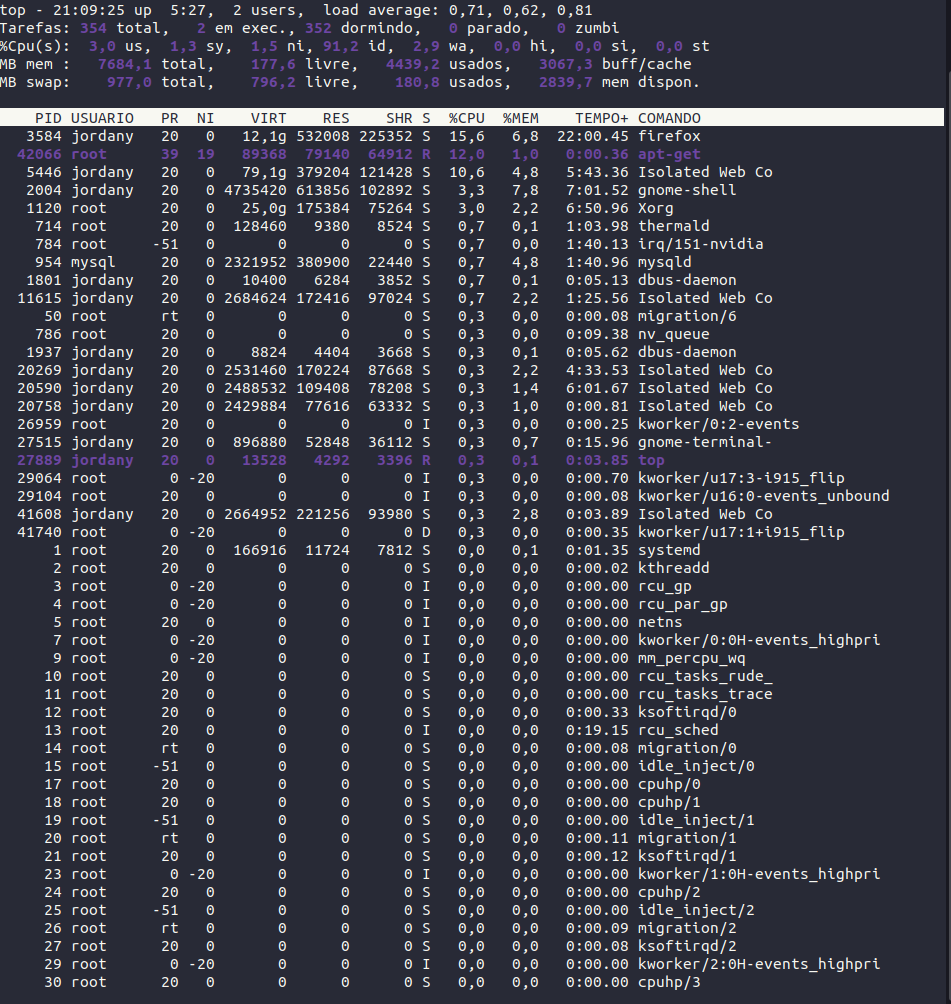 top - 21:09:25 up  5:27,  2 users,  load average: 0,71, 0,62, 0,81
Tarefas: 354 total,   2 em exec., 352 dormindo,   0 parado,   0 zumbi
%Cpu(s):  3,0 us,  1,3 sy,  1,5 ni, 91,2 id,  2,9 wa,  0,0 hi,  0,0 si,  0,0 st
MB mem :   7684,1 total,    177,6 livre,   4439,2 usados,   3067,3 buff/cache
MB swap:    977,0 total,    796,2 livre,    180,8 usados,   2839,7 mem dispon.
PID USUARIO   PR  NI    VIRT    RES    SHR S  %CPU  %MEM    TEMPO+ COMANDO
3584 jordany   20   0   12,1g 532008 225352 S  15,6   6,8  22:00.45 firefox
42066 root      39  19   89368  79140  64912 R  12,0   1,0   0:00.36 apt-get
5446 jordany   20   0   79,1g 379204 121428 S  10,6   4,8   5:43.36 Isolated Web Co
2004 jordany   20   0 4735420 613856 102892 S   3,3   7,8   7:01.52 gnome-shell
1120 root      20   0   25,0g 175384  75264 S   3,0   2,2   6:50.96 Xorg
714 root      20   0  128460   9380   8524 S   0,7   0,1   1:03.98 thermald
784 root     -51   0       0      0      0 S   0,7   0,0   1:40.13 irq/151-nvidia
954 mysql     20   0 2321952 380900  22440 S   0,7   4,8   1:40.96 mysqld
1801 jordany   20   0   10400   6284   3852 S   0,7   0,1   0:05.13 dbus-daemon
11615 jordany   20   0 2684624 172416  97024 S   0,7   2,2   1:25.56 Isolated Web Co
50 root      rt   0       0      0      0 S   0,3   0,0   0:00.08 migration/6
786 root      20   0       0      0      0 S   0,3   0,0   0:09.38 nv_queue
1937 jordany   20   0    8824   4404   3668 S   0,3   0,1   0:05.62 dbus-daemon
20269 jordany   20   0 2531460 170224  87668 S   0,3   2,2   4:33.53 Isolated Web Co
20590 jordany   20   0 2488532 109408  78208 S   0,3   1,4   6:01.67 Isolated Web Co
20758 jordany   20   0 2429884  77616  63332 S   0,3   1,0   0:00.81 Isolated Web Co
26959 root      20   0       0      0      0 I   0,3   0,0   0:00.25 kworker/0:2-events
27515 jordany   20   0  896880  52848  36112 S   0,3   0,7   0:15.96 gnome-terminal-
27889 jordany   20   0   13528   4292   3396 R   0,3   0,1   0:03.85 top
29064 root       0 -20       0      0      0 I   0,3   0,0   0:00.70 kworker/u17:3-i915_flip
29104 root      20   0       0      0      0 I   0,3   0,0   0:00.08 kworker/u16:0-events_unbound
41608 jordany   20   0 2664952 221256  93980 S   0,3   2,8   0:03.89 Isolated Web Co
41740 root       0 -20       0      0      0 D   0,3   0,0   0:00.35 kworker/u17:1+i915_flip
1 root      20   0  166916  11724   7812 S   0,0   0,1   0:01.35 systemd
2 root      20   0       0      0      0 S   0,0   0,0   0:00.02 kthreadd
3 root       0 -20       0      0      0 I   0,0   0,0   0:00.00 rcu_gp
4 root       0 -20       0      0      0 I   0,0   0,0   0:00.00 rcu_par_gp
5 root      20   0       0      0      0 I   0,0   0,0   0:00.00 netns
7 root       0 -20       0      0      0 I   0,0   0,0   0:00.00 kworker/0:0H-events_highpri
9 root       0 -20       0      0      0 I   0,0   0,0   0:00.00 mm_percpu_wq
10 root      20   0       0      0      0 S   0,0   0,0   0:00.00 rcu_tasks_rude_
11 root      20   0       0      0      0 S   0,0   0,0   0:00.00 rcu_tasks_trace
12 root      20   0       0      0      0 S   0,0   0,0   0:00.33 ksoftirqd/0
13 root      20   0       0      0      0 I   0,0   0,0   0:19.15 rcu_sched
14 root      rt   0       0      0      0 S   0,0   0,0   0:00.08 migration/0
15 root     -51   0       0      0      0 S   0,0   0,0   0:00.00 idle_inject/0
17 root      20   0       0      0      0 S   0,0   0,0   0:00.00 cpuhp/0
18 root      20   0       0      0      0 S   0,0   0,0   0:00.00 cpuhp/1
19 root     -51   0       0      0      0 S   0,0   0,0   0:00.00 idle_inject/1
20 root      rt   0       0      0      0 S   0,0   0,0   0:00.11 migration/1
21 root      20   0       0      0      0 S   0,0   0,0   0:00.12 ksoftirqd/1
23 root       0 -20       0      0      0 I   0,0   0,0   0:00.00 kworker/1:0H-events_highpri
24 root      20   0       0      0      0 S   0,0   0,0   0:00.00 cpuhp/2
25 root     -51   0       0      0      0 S   0,0   0,0   0:00.00 idle_inject/2
26 root      rt   0       0      0      0 S   0,0   0,0   0:00.09 migration/2
27 root      20   0       0      0      0 S   0,0   0,0   0:00.08 ksoftirqd/2
29 root       0 -20       0      0      0 I   0,0   0,0   0:00.00 kworker/2:0H-events_highpri
30 root      20   0       0      0      0 S   0,0   0,0   0:00.00 cpuhp/3